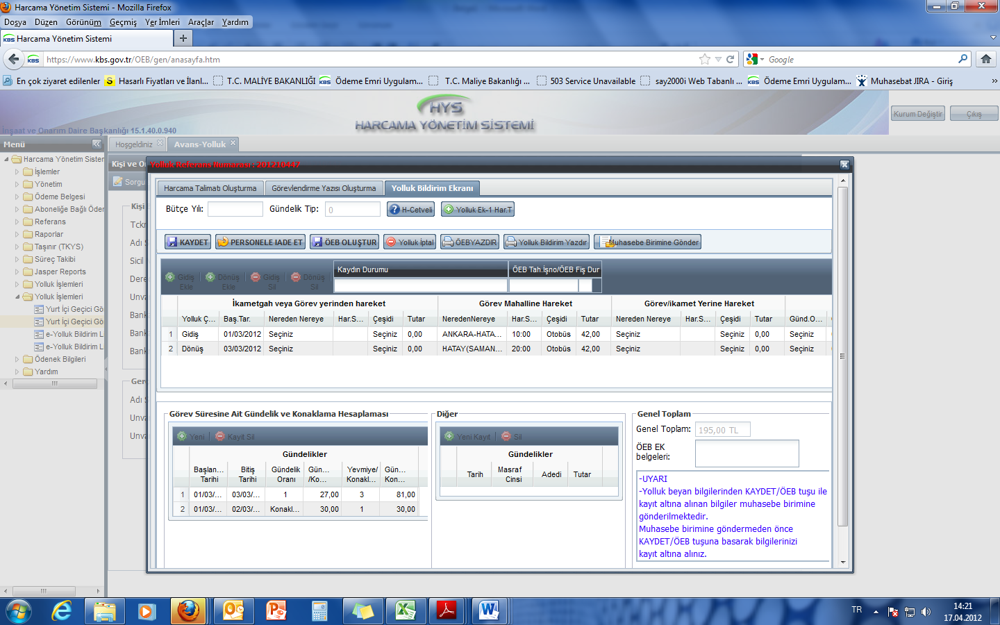 Harcama Yönetim Sistemi - Mozilla Firefox
Dosya Düzen Görünüm Geçmiş Yer İmleri Araçlar Yardım
KBS Harcama Yönetim Sistemi
KBS https://www.kbs.gov.tr/OEB/gen/anasayfa.htm
Google
En çok ziyaret edilenler S Hasarlı Fiyatları ve İlanl... T.C. MALİYE BAKANLIĞI KBS Ödeme Emri Uygulam... T.C. Maliye Bakanlığı ... 503 Service Unavailable say2000i Web Tabanlı ... KBS Ödeme Emri Uygulam... Muhasebat JIRA - Giriş
HYS
HARCAMA YÖNETİM SİSTEMİ
Kurum Değiştir Çıkış
İnşaat ve Onarim Daire Başkanlığı 15.1.40.0.940
Menü
Hoşgeldiniz Avans-Yolluk
Harcama Yönetim Sister
İşlemler
Yönetim
Ödeme Belgesi
Aboneliğe Bağlı Öder
Referans
Raporlar
Taşınır (TKYS)
Süreç Takibi
Jasper Reports
Yolluk İşlemleri
Yolluk İşlemleri
Yurt İçi Geçici Gö
Yurt İçi Geçici Gö
e-Yolluk Bildirim L
e-Yolluk Bildirim L
Ödenek Bilgileri
Yardım
Kişi ve O
Sorgu
Kişi
Tckn
Adı S
Sicil
Dere
Unva
Bank
Bank
Bank
Ger
Adı S
Unva
Unva
Yolluk Referans Numarası : 201210447
Harcama Talimatı Oluşturma Görevlendirme Yazısı Oluşturma Yolluk Bildirim Ekranı
Bütçe Yılı: Gündelik Tip: 0 H-Cetveli Yolluk Ek-1 Har.T
KAYDET PERSONELE IADE ET ÖEB OLUŞTUR Yolluk İptal ÖEBYAZDIR Yolluk Bildirim Yazdır Muhasebe Birimine Gönder
Gidiş Ekle Dönüş Ekle Gidiş Sil Dönüş Sil
Kaydın Durumu ÖEB Tah.İşno/ÖEB Fiş Dur
İkametgah veya Görev yerinden hareket Görev Mahalline Hareket Görev/ikamet Yerine Hareket
Yolluk Ç... Baş.Tar. Nereden Nereye Har.S... Çeşidi Tutar NeredenNereye Har.S... Çeşidi Tutar Nereden Nereye Har.S... Çeşidi Tutar Günd.O...
1 Gidiş 01/03/2012 Seçiniz Seçiniz 0,00 ANKARA-HATA... 10:00 Otobüs 42,00 Seçiniz Seçiniz 0,00 Seçiniz
2 Dönüş 03/03/2012 Seçiniz Seçiniz 0,00 HATAY(SAMAN... 20:00 Otobüs 42,00 Seçiniz Seçiniz 0,00 Seçiniz
Görev Süresine Ait Gündelik ve Konaklama Hesaplaması
Yeni Kayit Sil
Gündelikler
Başlan... Tarihi Bitiş Tarihi Gündelik Oranı Gün... /Ko... Yevmiye/ Konakl... Gün... Kon...
1 01/03/... 03/03/... 1 27,00 3 81,00
2 01/03/... 02/03/... Konakl... 30,00 1 30,00
Diğer
Yeni Kayit Sil
Gündelikler
Tarih Masraf Cinsi Adedi Tutar
Genel Toplam
Genel Toplam: 195,00 TL
ÖEB EK
belgeleri:
-UYARI
-Yolluk beyan bilgilerinden KAYDET/ÖEB tuşu ile
kayıt altına alınan bilgiler muhasebe birimine
gönderilmektedir.
Muhasebe birimine göndermeden önce
KAYDET/ÖEB tuşuna basarak bilgilerinizi
kayıt altına alınız.
TR
14:21
17.04.2012